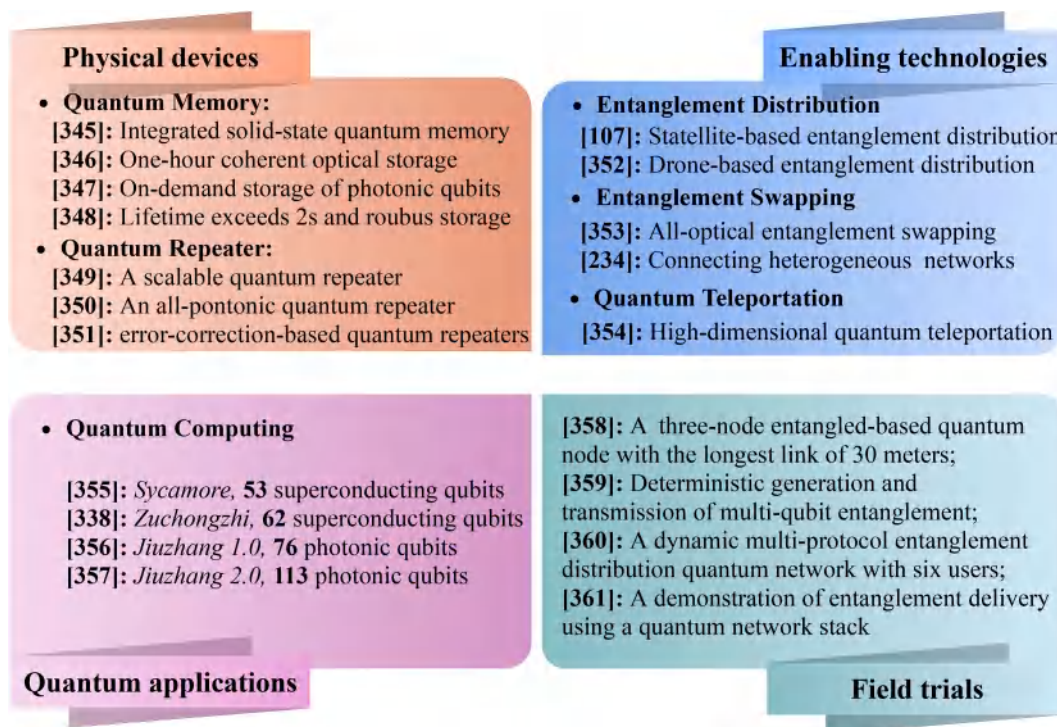 Physical devices
• Quantum Memory:
[345]: Integrated solid-state quantum memory
[346]: One-hour coherent optical storage
[347]: On-demand storage of photonic qubits
[348]: Lifetime exceeds 2s and roubus storage
• Quantum Repeater:
[349]: A scalable quantum repeater
[350]: An all-pontonic quantum repeater
[351]: error-correction-based quantum repeaters
Enabling technologies
• Entanglement Distribution
[107]: Statellite-based entanglement distribution
[352]: Drone-based entanglement distribution
• Entanglement Swapping
[353]: All-optical entanglement swapping
[234]: Connecting heterogeneous networks
• Quantum Teleportation
[354]: High-dimensional quantum teleportation
• Quantum Computing
[355]: Sycamore, 53 superconducting qubits
[338]: Zuchongzhi, 62 superconducting qubits
[356]: Jiuzhang 1.0, 76 photonic qubits
[357]: Jiuzhang 2.0, 113 photonic qubits
Quantum applications
[358]: A three-node entangled-based quantum
node with the longest link of 30 meters;
[359]: Deterministic generation and
transmission of multi-qubit entanglement;
[360]: A dynamic multi-protocol entanglement
distribution quantum network with six users;
[361]: A demonstration of entanglement delivery
using a quantum network stack
Field trials